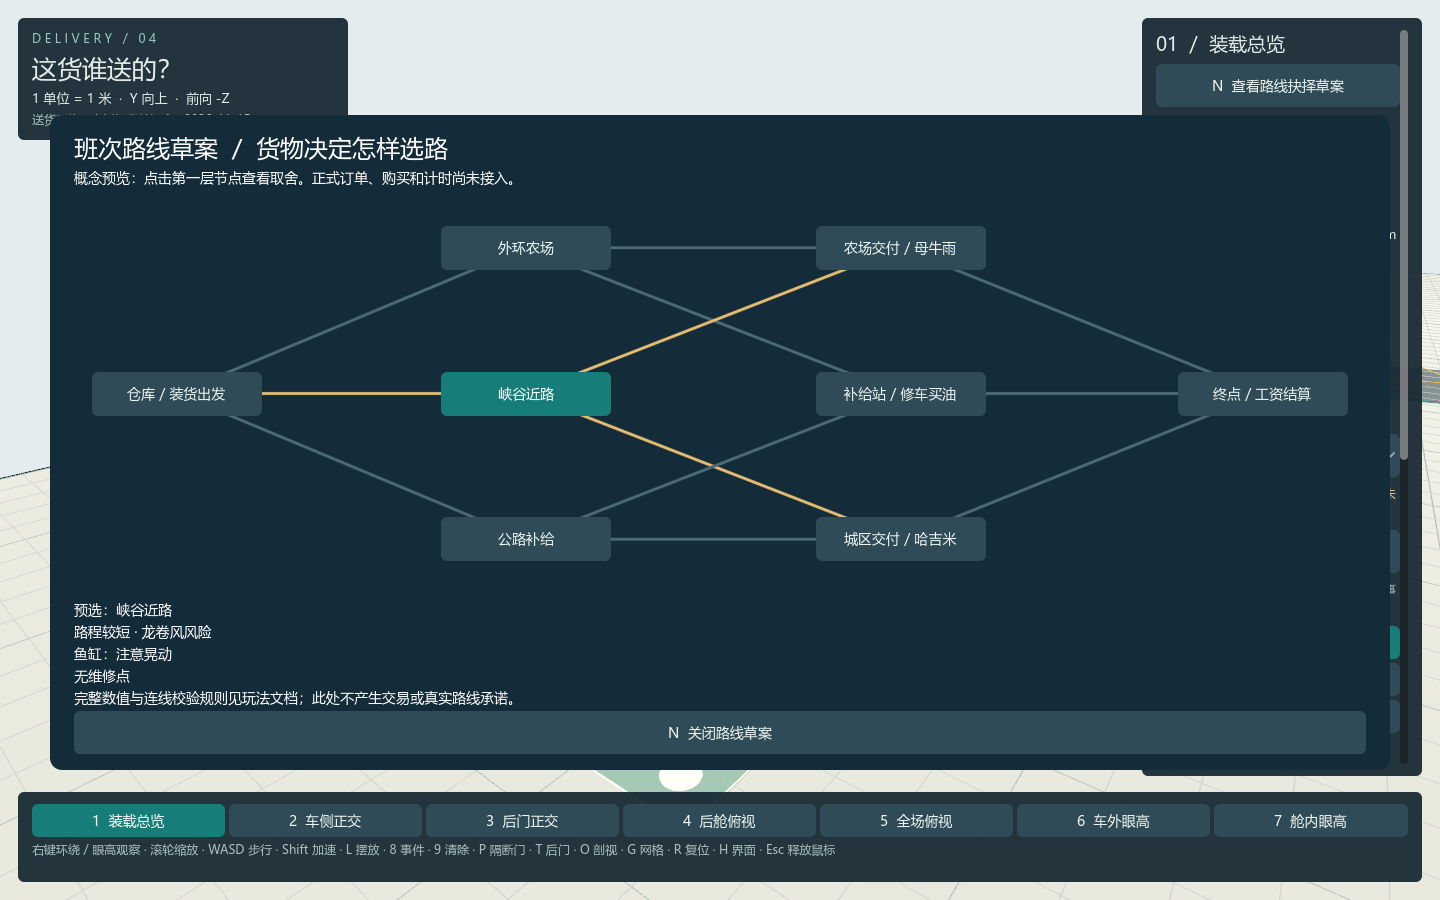 DELIVERY / 04
这货谁送的?
1 单位 = 1 米 · Y 向上 · 前向 -Z
01 / 装载总览
N 查看路线抉择草案
班次路线草案 / 货物决定怎样选路
概念预览：点击第一层节点查看取舍。正式订单、购买和计时尚未接入。
外环农场
农场交付 / 母牛雨
仓库 / 装货出发
峡谷近路
补给站 / 修车买油
终点 / 工资结算
公路补给
城区交付 / 哈吉米
预选：峡谷近路
路程较短 · 龙卷风风险
鱼缸：注意晃动
无维修点
完整数值与连线校验规则见玩法文档；此处不产生交易或真实路线承诺。
N 关闭路线草案
1 装载总览
2 车侧正交
3 后门正交
4 后舱俯视
5 全场俯视
6 车外眼高
7 舱内眼高
右键环绕 / 眼高观察 · 滚轮缩放 · WASD 步行 · Shift 加速 · L 摆放 · 8 事件 · 9 清除 · P 隔断门 · T 后门 · O 剖视 · G 网格 · R 复位 · H 界面 · Esc 释放鼠标